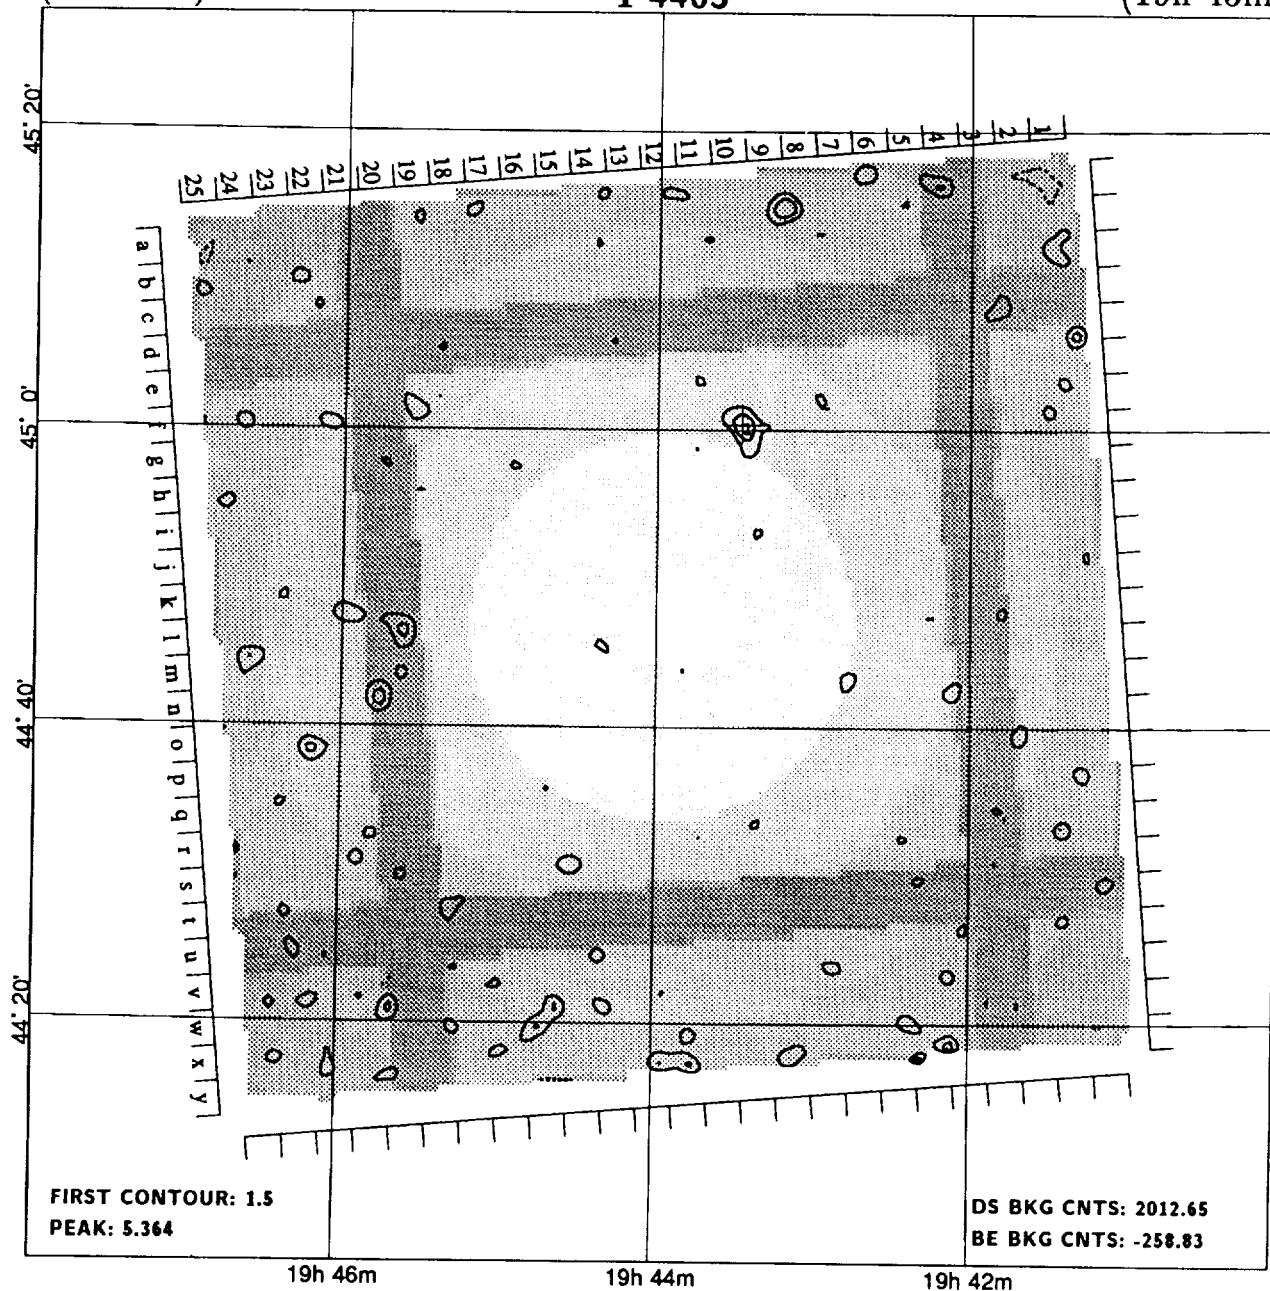 45° 20'
45° 0'
44° 40'
44° 20'
25 24 23 22 21 20 19 18 17 16 15 14 13 12 11 10 9 8 7 6 5 4 3 2 1
a b c d e f g h i j k l m n o p q r s t u v w x y
FIRST CONTOUR: 1.5
PEAK: 5.364
DS BKG CNTS: 2012.65
BE BKG CNTS: -258.83
19h 46m
19h 44m
19h 42m